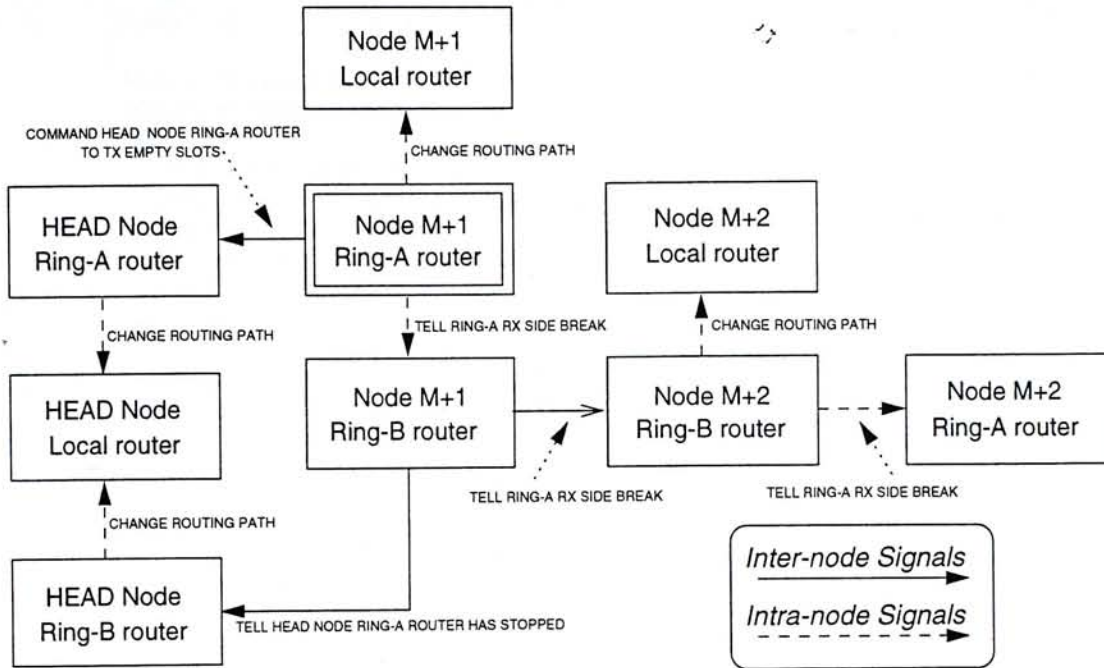 Node M+1
Local router
COMMAND HEAD NODE RING-A ROUTER
TO TX EMPTY SLOTS
CHANGE ROUTING PATH
HEAD Node
Ring-A router
Node M+1
Ring-A router
Node M+2
Local router
CHANGE ROUTING PATH
TELL RING-A RX SIDE BREAK
CHANGE ROUTING PATH
HEAD Node
Local router
Node M+1
Ring-B router
Node M+2
Ring-B router
Node M+2
Ring-A router
TELL RING-A RX SIDE BREAK
TELL RING-A RX SIDE BREAK
CHANGE ROUTING PATH
HEAD Node
Ring-B router
TELL HEAD NODE RING-A ROUTER HAS STOPPED
Inter-node Signals
Intra-node Signals